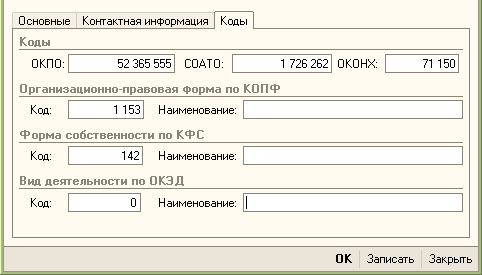 Основные Контактная информация Коды
Коды
ОКПО: 52 365 555 СОАТО: 1 726 262 ОКОНХ: 71 150
Организационно-правовая форма по КОПФ
Код: 1 153 Наименование:
Форма собственности по КФС
Код: 142 Наименование:
Вид деятельности по ОКЭД
Код: 0 Наименование:
OK Записать Закрыть